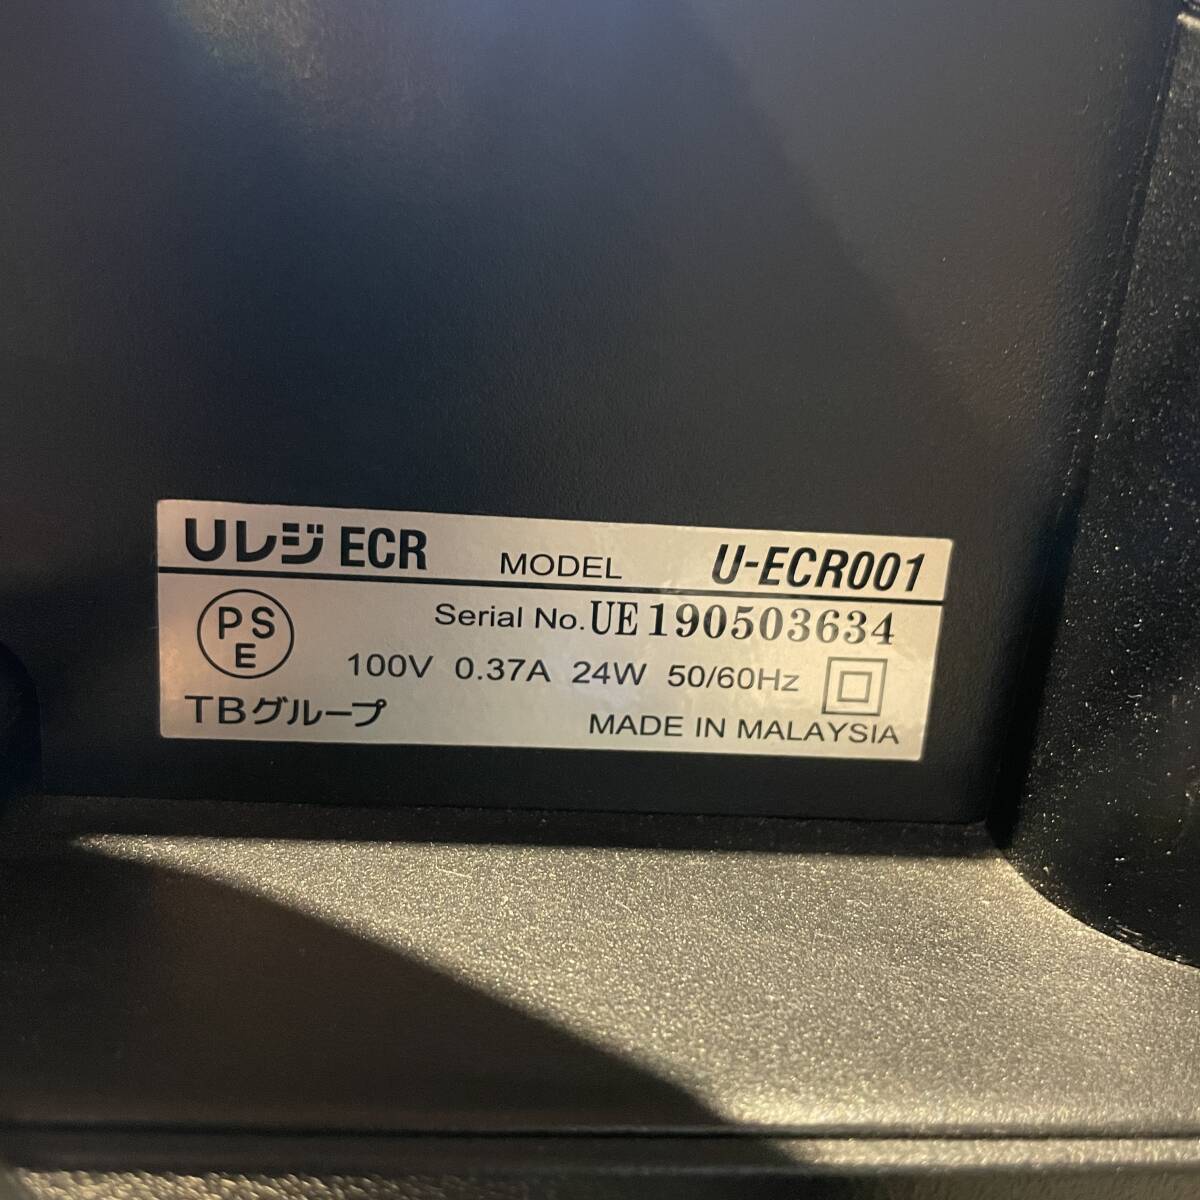 Uレジ ECR MODEL U-ECR001
PS
E
Serial No. UE190503634
100V 0.37A 24W 50/60Hz
TBグループ
MADE IN MALAYSIA